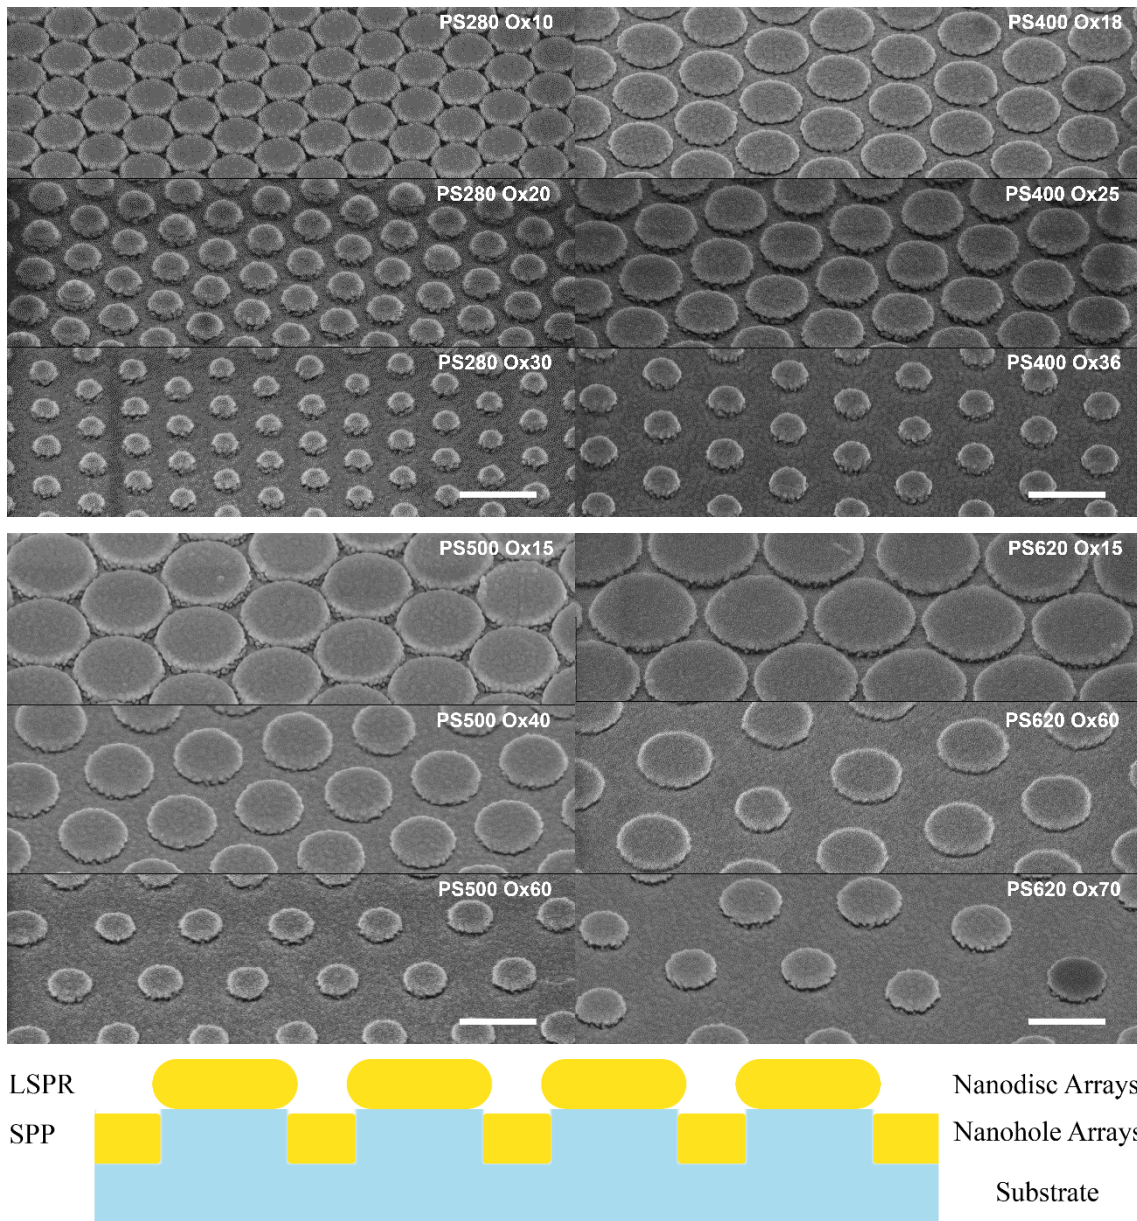 PS280 Ox10
PS400 Ox18
PS280 Ox20
PS400 Ox25
PS280 Ox30
PS400 Ox36
PS500 Ox15
PS620 Ox15
PS500 Ox40
PS620 Ox60
PS500 Ox60
PS620 Ox70
LSPR
Nanodisc Arrays
SPP
Nanohole Arrays
Substrate